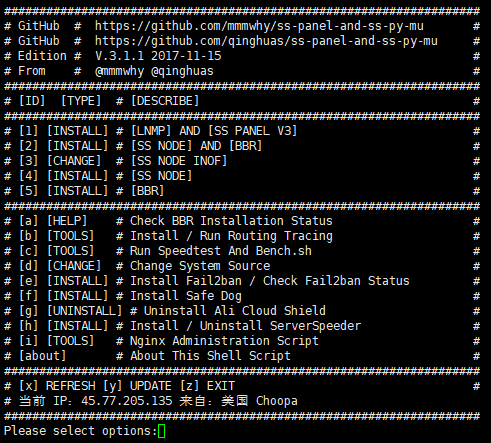 ###########################################################
# GitHub  #  https://github.com/mmmwhy/ss-panel-and-ss-py-mu       #
# GitHub  #  https://github.com/qinghuas/ss-panel-and-ss-py-mu     #
# Edition #  V.3.1.1 2017-11-15                                    #
# From    #  @mmmwhy @qinghuas                                     #
###########################################################
# [ID]  [TYPE]  # [DESCRIBE]                                       #
###########################################################
# [1] [INSTALL] # [LNMP] AND [SS PANEL V3]                         #
# [2] [INSTALL] # [SS NODE] AND [BBR]                              #
# [3] [CHANGE]  # [SS NODE INOF]                                   #
# [4] [INSTALL] # [SS NODE]                                        #
# [5] [INSTALL] # [BBR]                                            #
###########################################################
# [a] [HELP]    # Check BBR Installation Status                    #
# [b] [TOOLS]   # Install / Run Routing Tracing                    #
# [c] [TOOLS]   # Run Speedtest And Bench.sh                       #
# [d] [CHANGE]  # Change System Source                             #
# [e] [INSTALL] # Install Fail2ban / Check Fail2ban Status         #
# [f] [INSTALL] # Install Safe Dog                                 #
# [g] [UNINSTALL] # Uninstall Ali Cloud Shield                     #
# [h] [INSTALL] # Install / Uninstall ServerSpeeder                #
# [i] [TOOLS]   # Nginx Administration Script                      #
# [about]       # About This Shell Script                          #
###########################################################
# [x] REFRESH [y] UPDATE [z] EXIT                                  #
# 当前 IP：45.77.205.135 来自：美国 Choopa
###########################################################
Please select options: